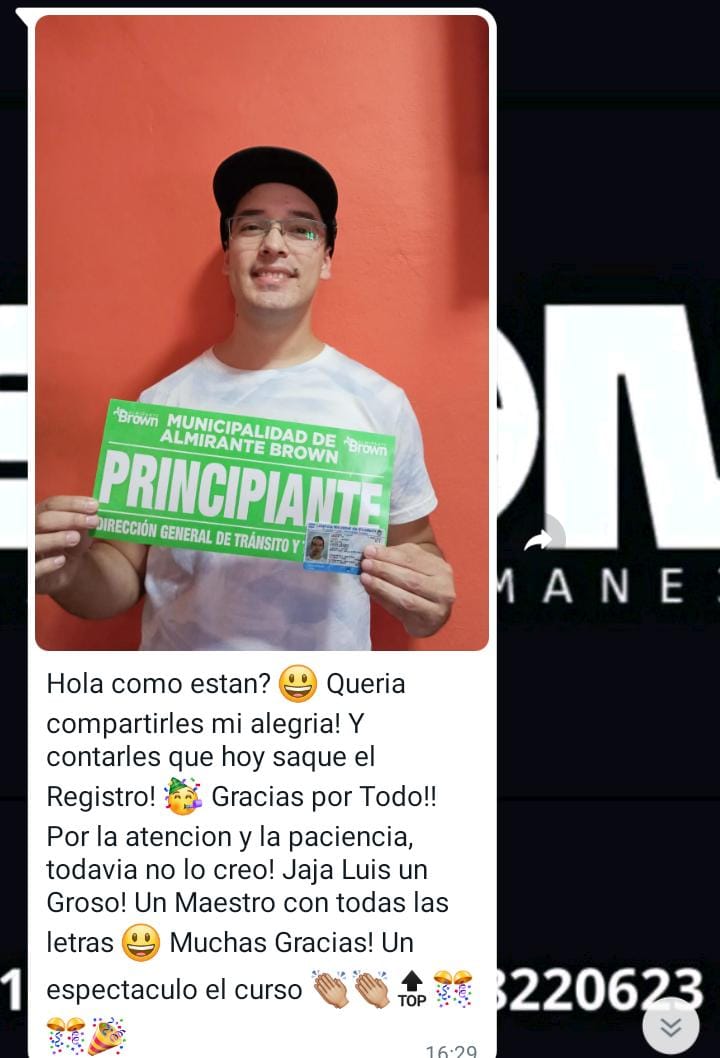 ALMIRANTE
Brown
MUNICIPALIDAD DE
ALMIRANTE BROWN
Brown
PRINCIPIANTE
DIRECCIÓN GENERAL DE TRÁNSITO Y
Hola como estan? 😃 Queria
compartirles mi alegria! Y
contarles que hoy saque el
Registro! 🥳 Gracias por Todo!!
Por la atencion y la paciencia,
todavia no lo creo! Jaja Luis un
Groso! Un Maestro con todas las
letras 😃 Muchas Gracias! Un
espectaculo el curso 👏🏼👏🏼🔝🎊
🎊🎉
16:29
MANE
8220623